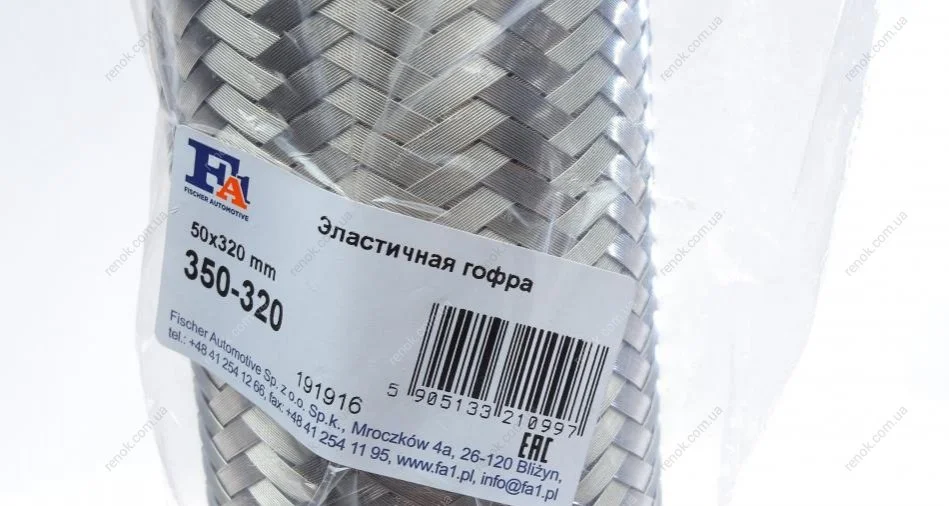 FA1
FISCHER AUTOMOTIVE
50x320 mm
350-320
Эластичная гофра
191916
5 905133 210997
EAC
Fischer Automotive Sp. z o.o. Sp.k., Mroczków 4a, 26-120 Bliżyn,
tel.: +48 41 254 12 66, fax: +48 41 254 11 95, www.fa1.pl, info@fa1.pl
renok.com.ua